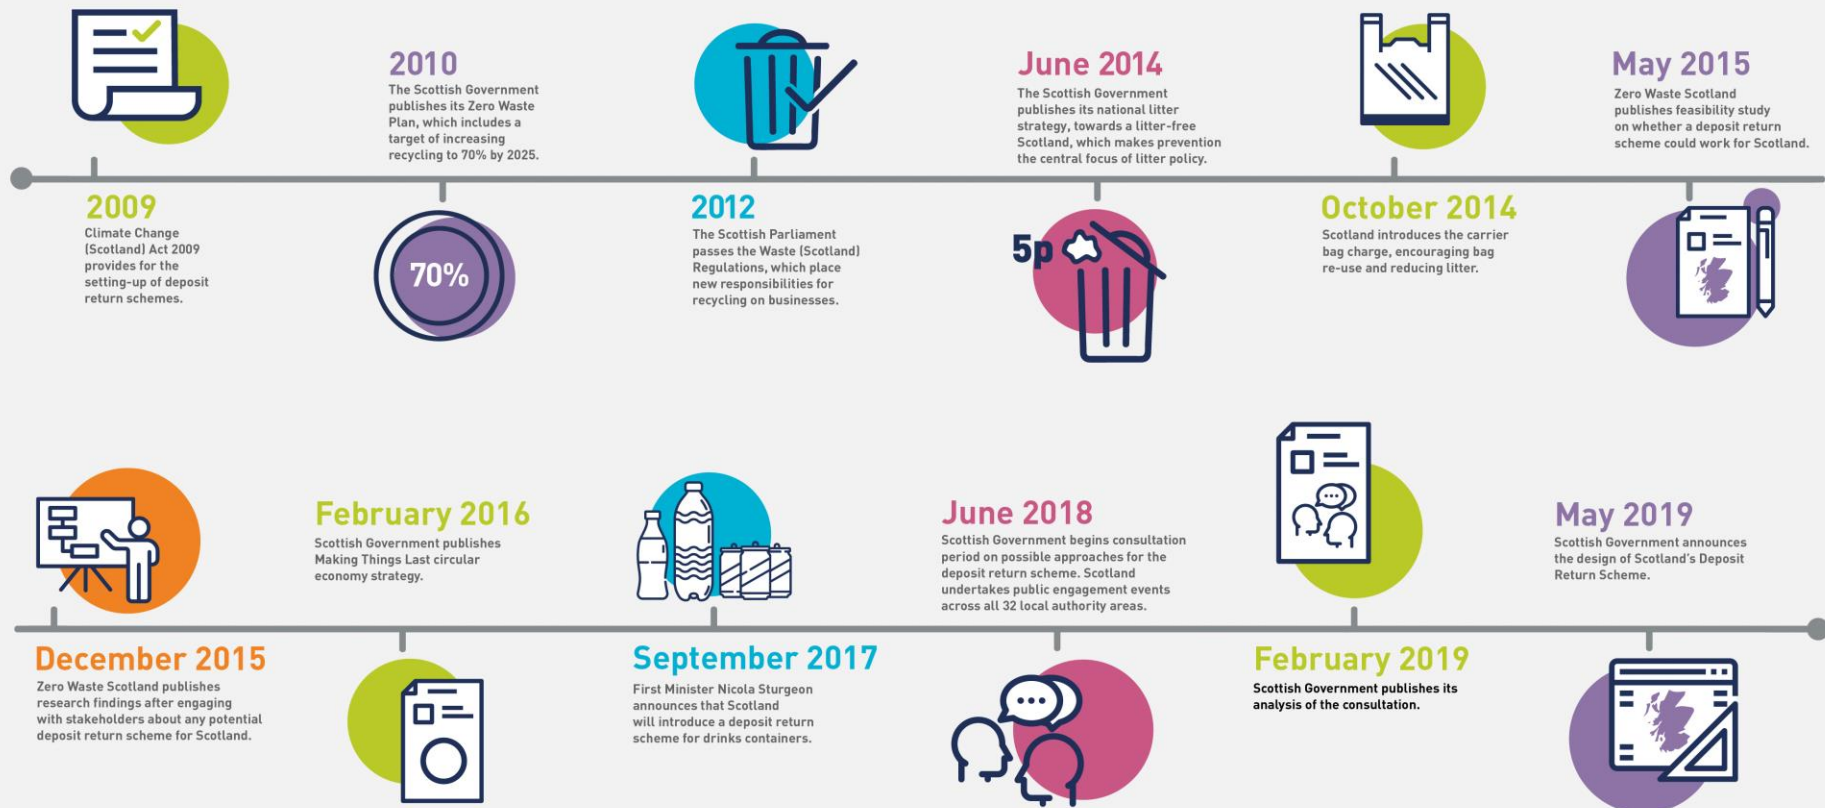 2009
Climate Change
(Scotland) Act 2009
provides for the
setting-up of deposit
return schemes.
2010
The Scottish Government
publishes its Zero Waste
Plan, which includes a
target of increasing
recycling to 70% by 2025.
70%
2012
The Scottish Parliament
passes the Waste (Scotland)
Regulations, which place
new responsibilities for
recycling on businesses.
June 2014
The Scottish Government
publishes its national litter
strategy, towards a litter-free
Scotland, which makes prevention
the central focus of litter policy.
5p
October 2014
Scotland introduces the carrier
bag charge, encouraging bag
re-use and reducing litter.
May 2015
Zero Waste Scotland
publishes feasibility study
on whether a deposit return
scheme could work for Scotland.
December 2015
Zero Waste Scotland publishes
research findings after engaging
with stakeholders about any potential
deposit return scheme for Scotland.
February 2016
Scottish Government publishes
Making Things Last circular
economy strategy.
September 2017
First Minister Nicola Sturgeon
announces that Scotland
will introduce a deposit return
scheme for drinks containers.
June 2018
Scottish Government begins consultation
period on possible approaches for the
deposit return scheme. Scotland
undertakes public engagement events
across all 32 local authority areas.
February 2019
Scottish Government publishes its
analysis of the consultation.
May 2019
Scottish Government announces
the design of Scotland's Deposit
Return Scheme.